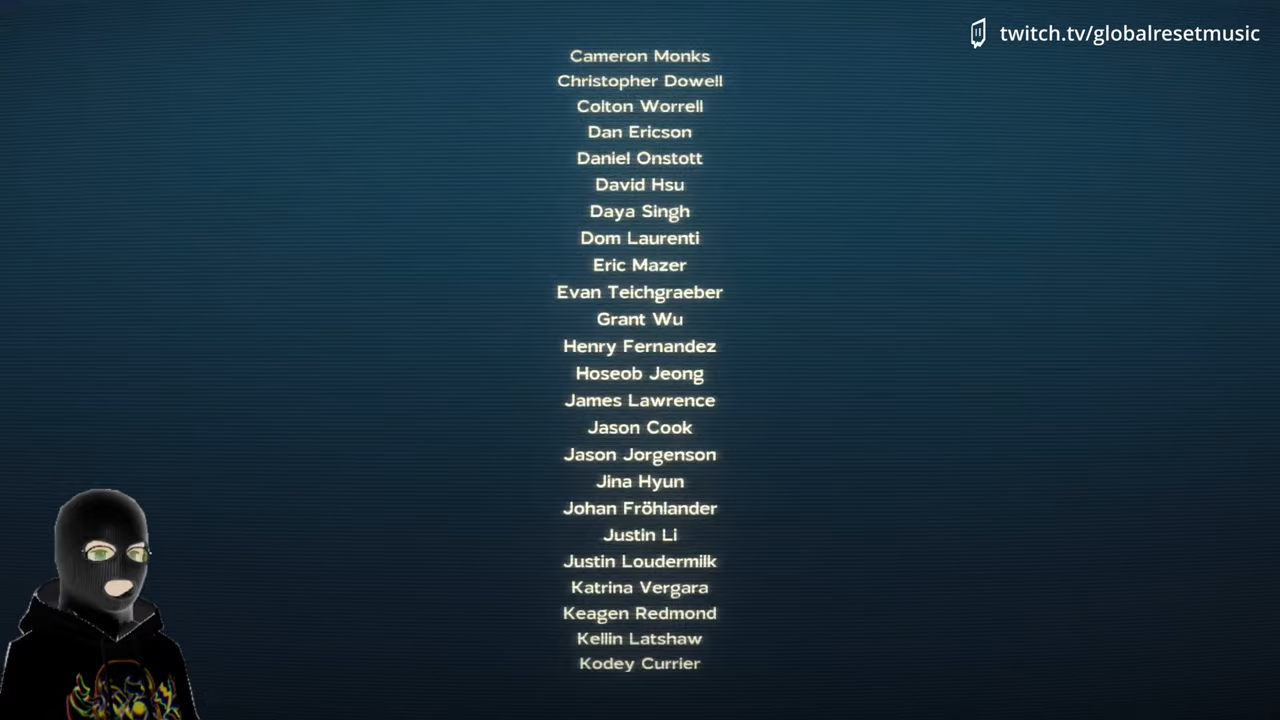 twitch.tv/globalresetmusic
Cameron Monks
Christopher Dowell
Colton Worrell
Dan Ericson
Daniel Onstott
David Hsu
Daya Singh
Dom Laurenti
Eric Mazer
Evan Teichgraeber
Grant Wu
Henry Fernandez
Hoseob Jeong
James Lawrence
Jason Cook
Jason Jorgenson
Jina Hyun
Johan Fröhlander
Justin Li
Justin Loudermilk
Katrina Vergara
Keagen Redmond
Kellin Latshaw
Kodey Currier